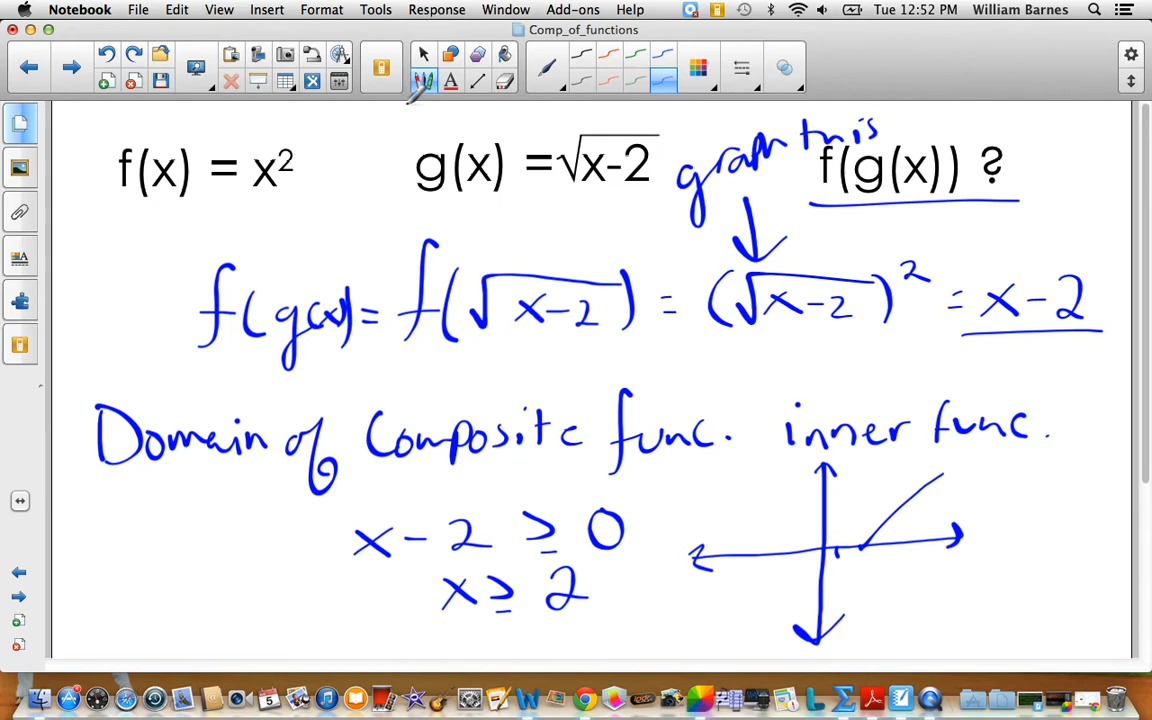 Notebook File Edit View Insert Format Tools Response Window Add-ons Help Tue 12:52 PM William Barnes
Comp_of_functions
graph this
f(x) = x² g(x) =√x-2 f(g(x)) ?
f(g(x)) = f(√x-2) = (√x-2)² = x-2
Domain of Composite func. inner func.
x - 2 ≥ 0
x ≥ 2